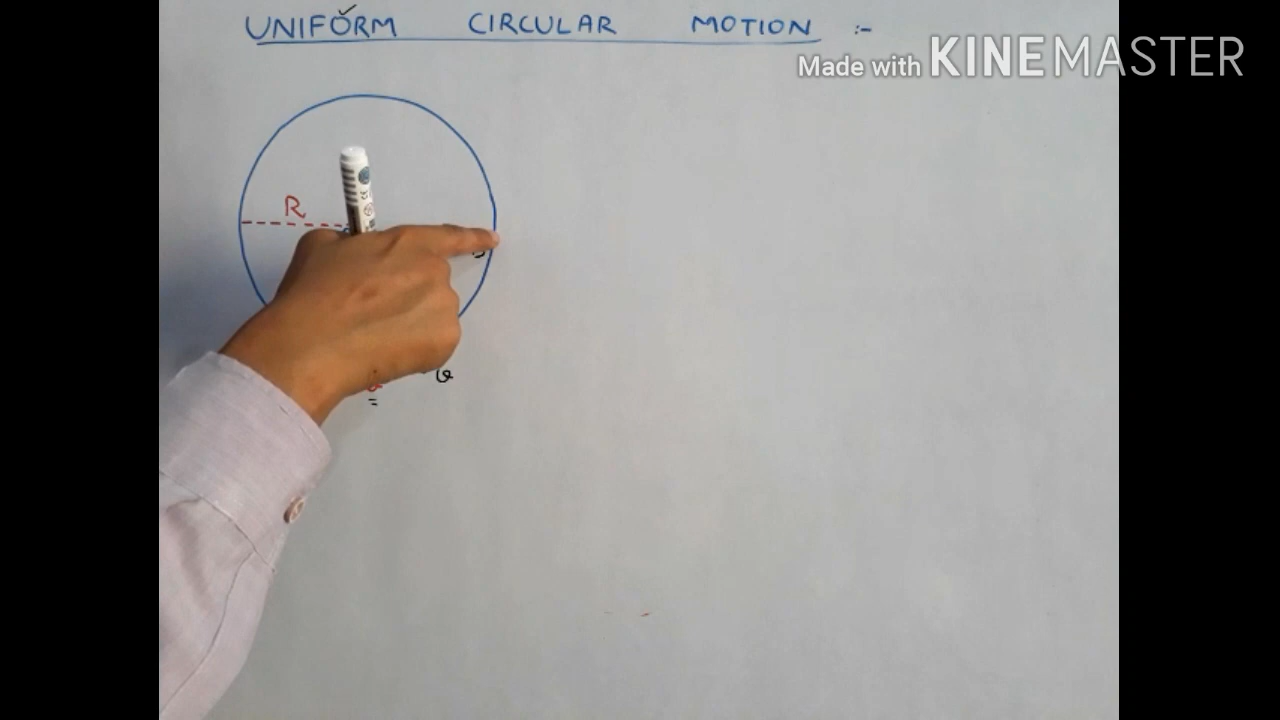 UNIFORM CIRCULAR MOTION :-
Made with KINEMASTER
R
Q
=